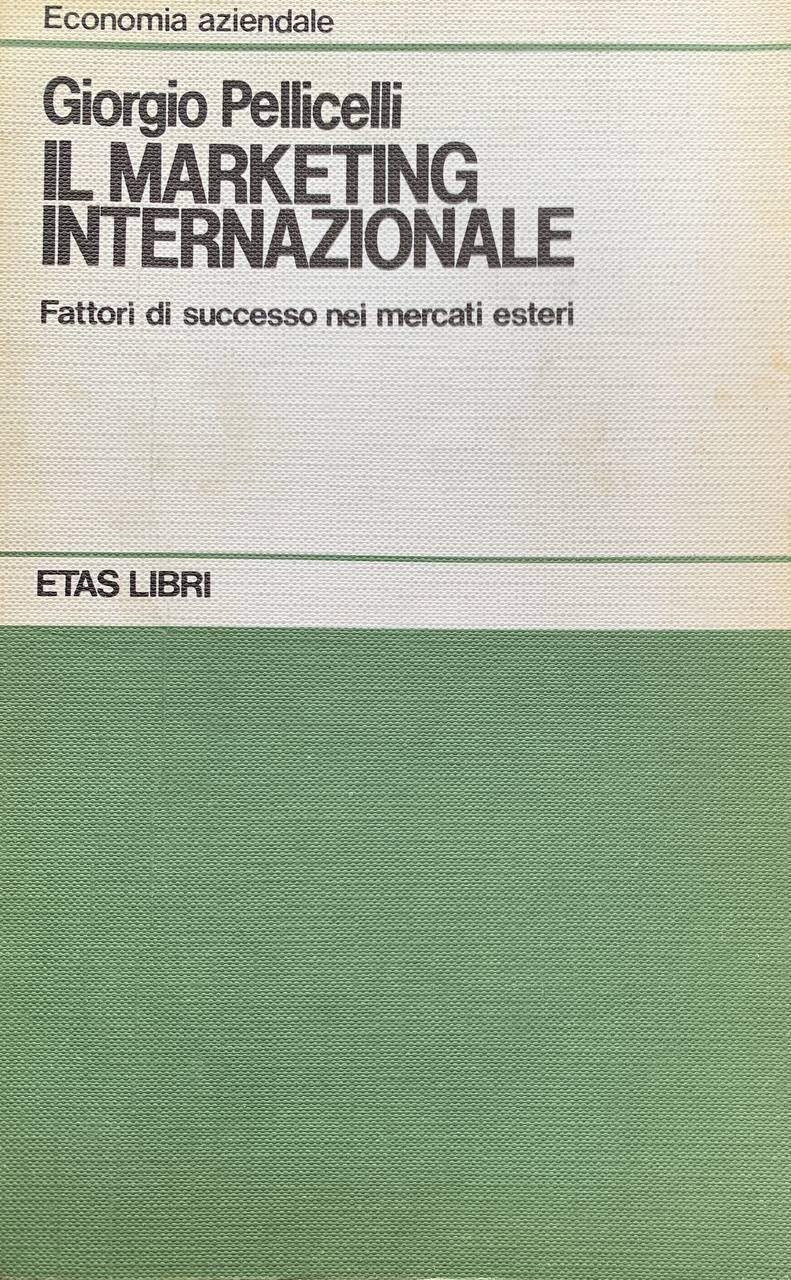 Economia aziendale
Giorgio Pellicelli
IL MARKETING
INTERNAZIONALE
Fattori di successo nei mercati esteri
ETAS LIBRI